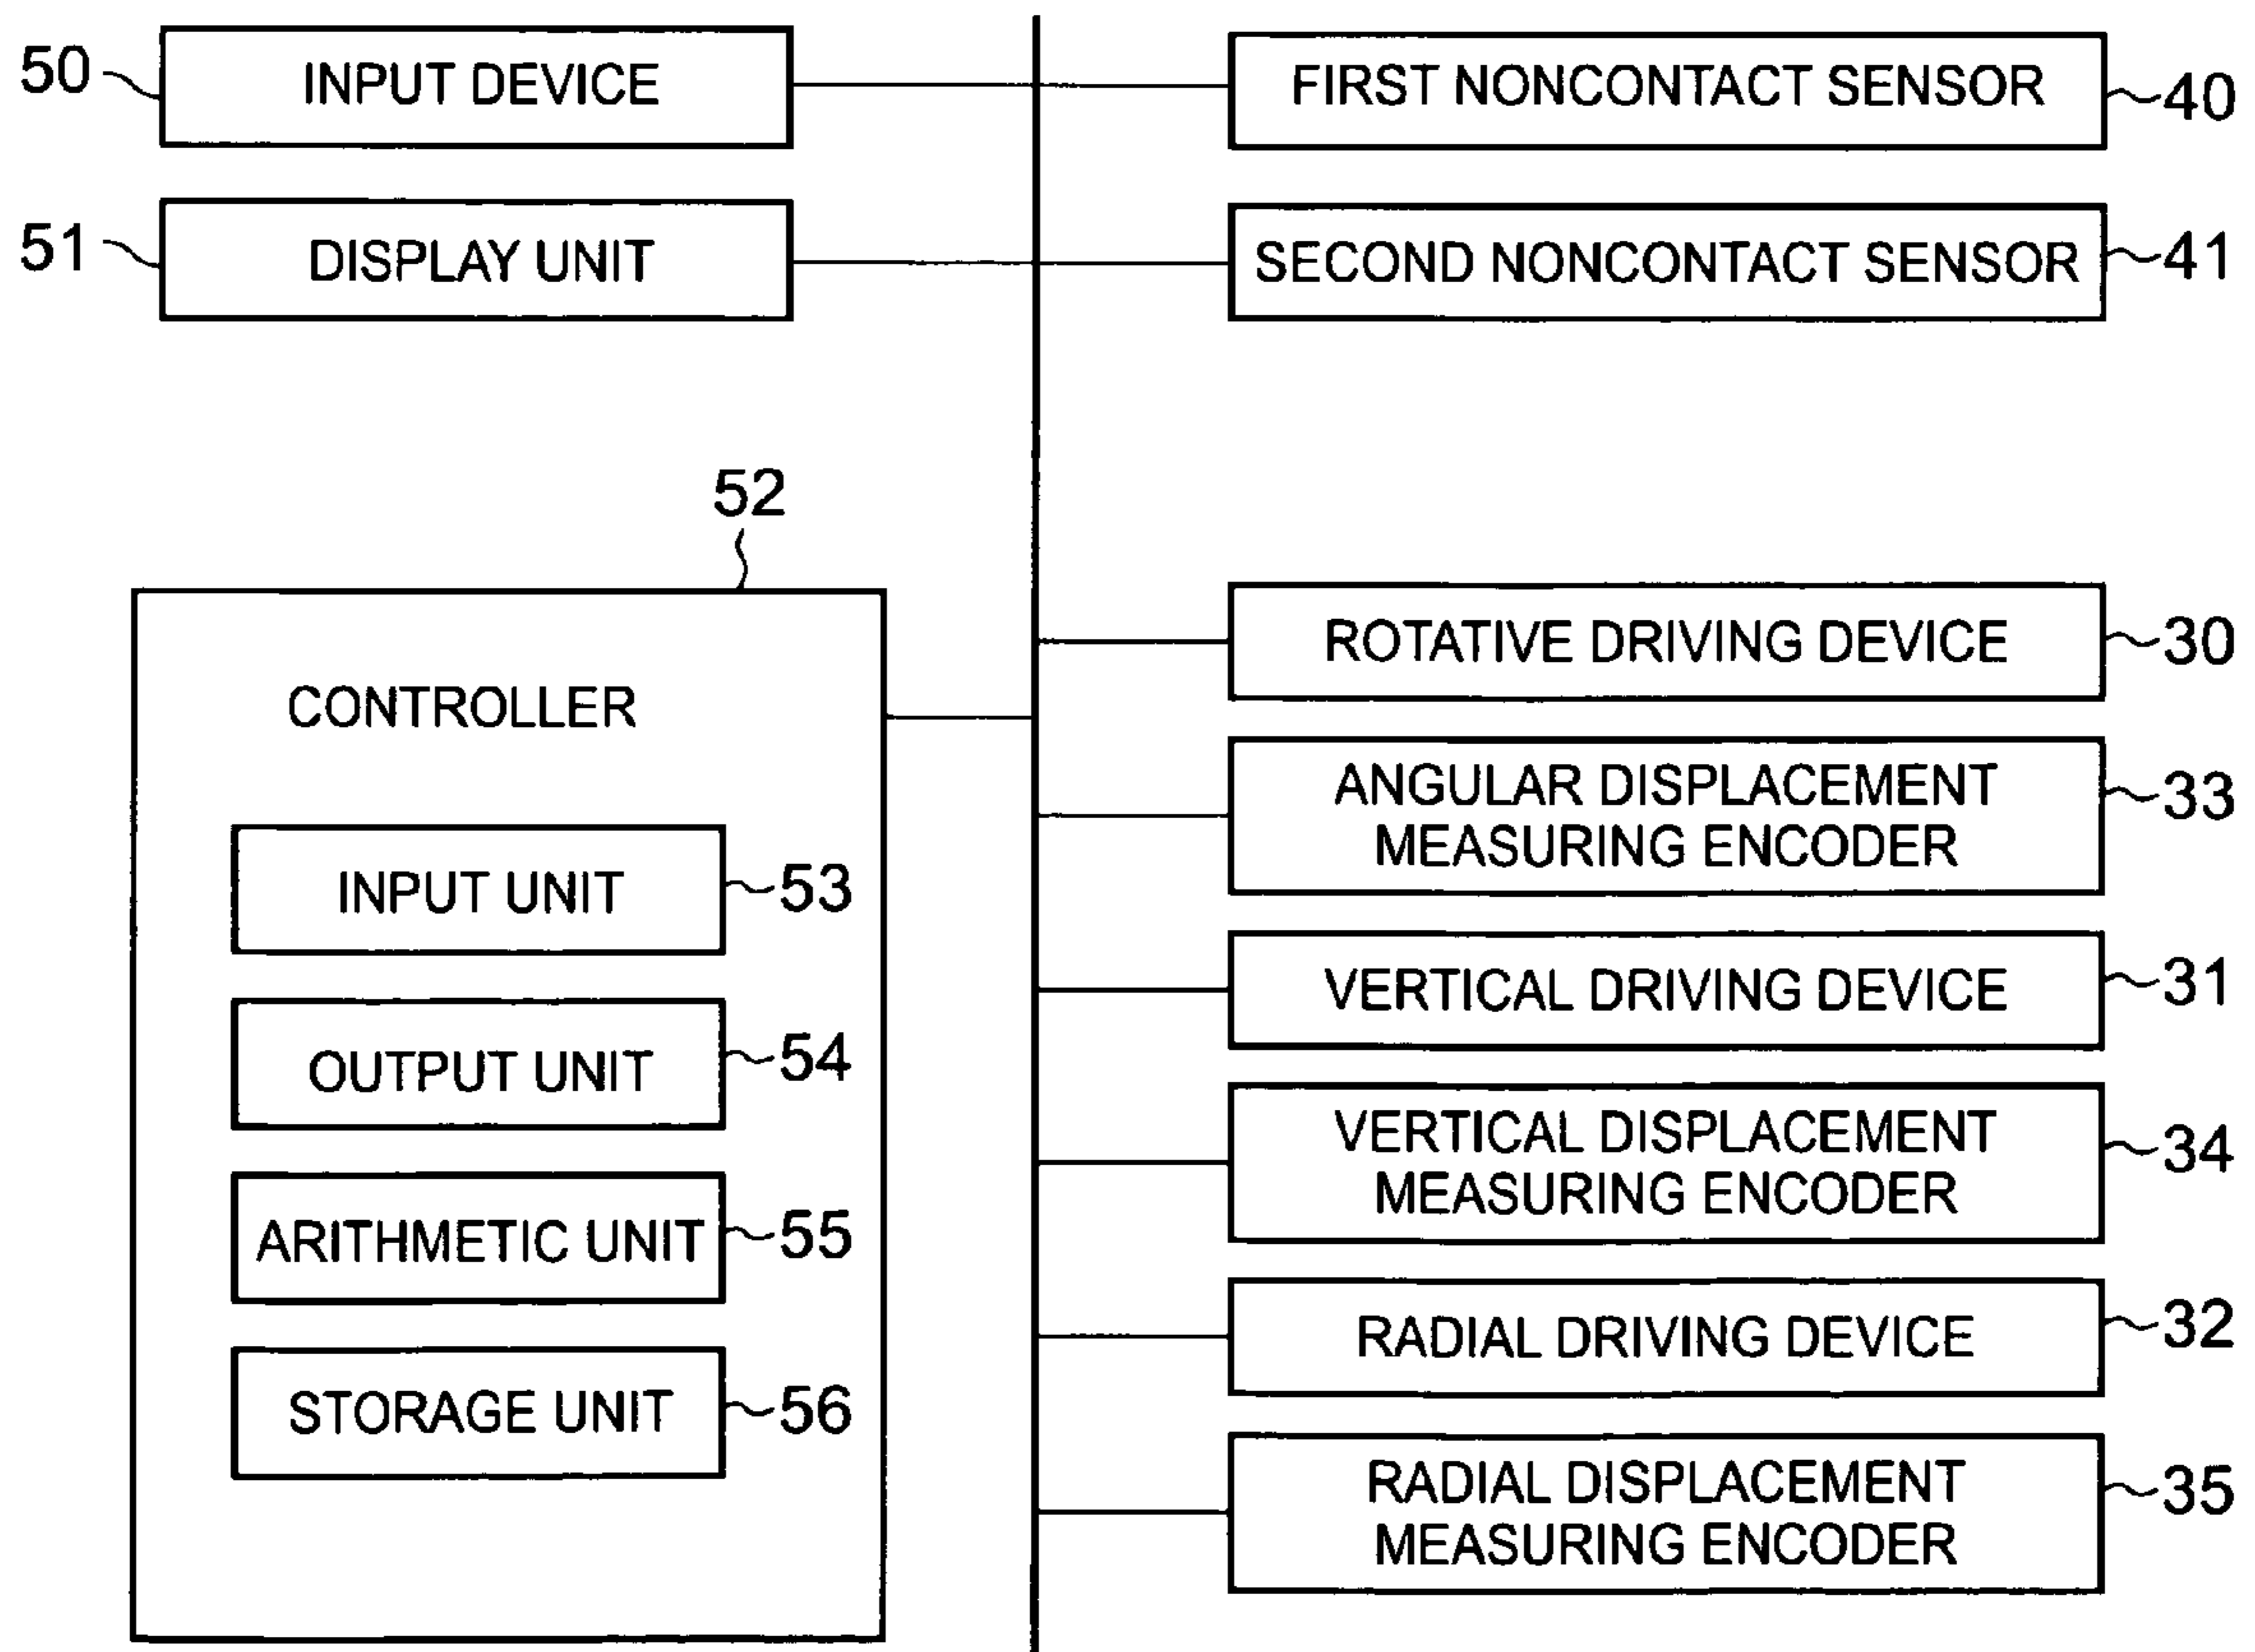 50
INPUT DEVICE
51
DISPLAY UNIT
52
CONTROLLER
INPUT UNIT
53
OUTPUT UNIT
54
ARITHMETIC UNIT
55
STORAGE UNIT
56
FIRST NONCONTACT SENSOR
40
SECOND NONCONTACT SENSOR
41
ROTATIVE DRIVING DEVICE
30
ANGULAR DISPLACEMENT
MEASURING ENCODER
33
VERTICAL DRIVING DEVICE
31
VERTICAL DISPLACEMENT
MEASURING ENCODER
34
RADIAL DRIVING DEVICE
32
RADIAL DISPLACEMENT
MEASURING ENCODER
35